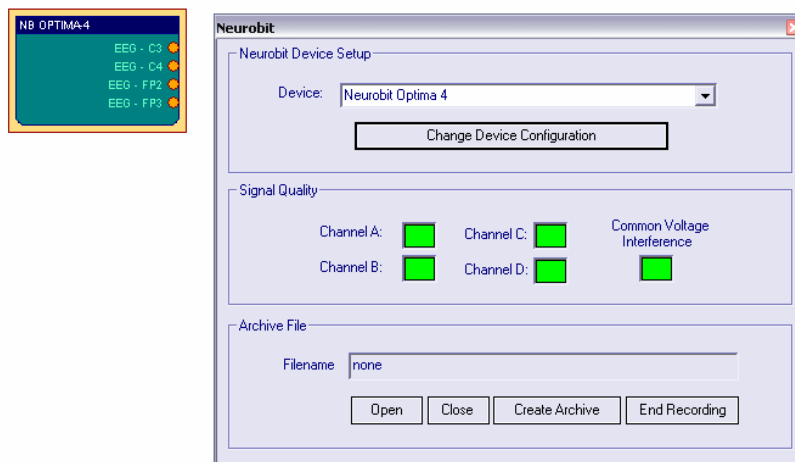 NB OPTIMA-4
EEG - C3
EEG - C4
EEG - FP2
EEG - FP3
Neurobit
Neurobit Device Setup
Device: Neurobit Optima 4
Change Device Configuration
Signal Quality
Channel A: Channel C: Common Voltage
Interference
Channel B: Channel D:
Archive File
Filename none
Open Close Create Archive End Recording